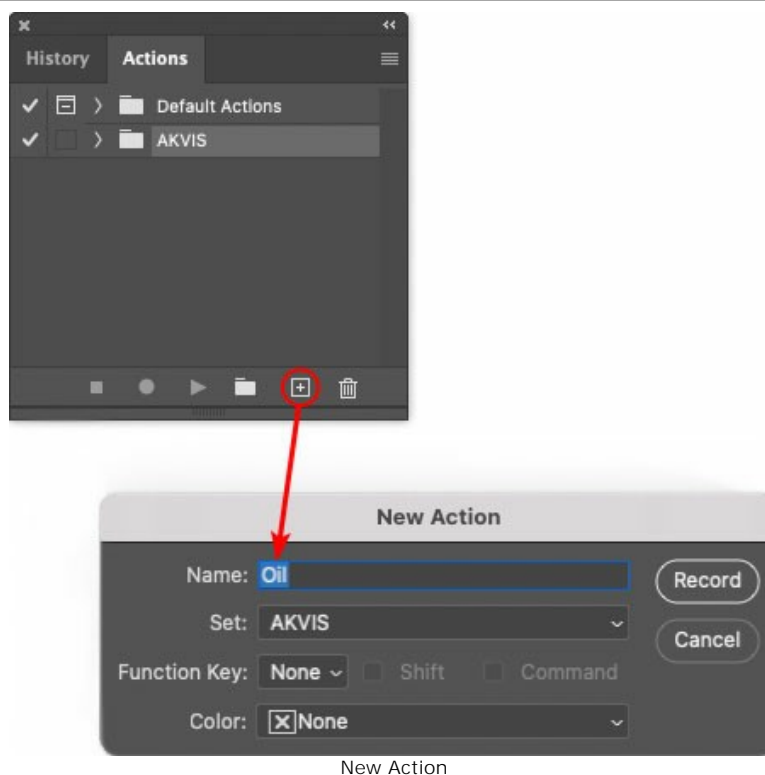 History Actions
Default Actions
AKVIS
New Action
Name: Oil
Record
Set: AKVIS
Cancel
Function Key: None Shift Command
Color: None
New Action